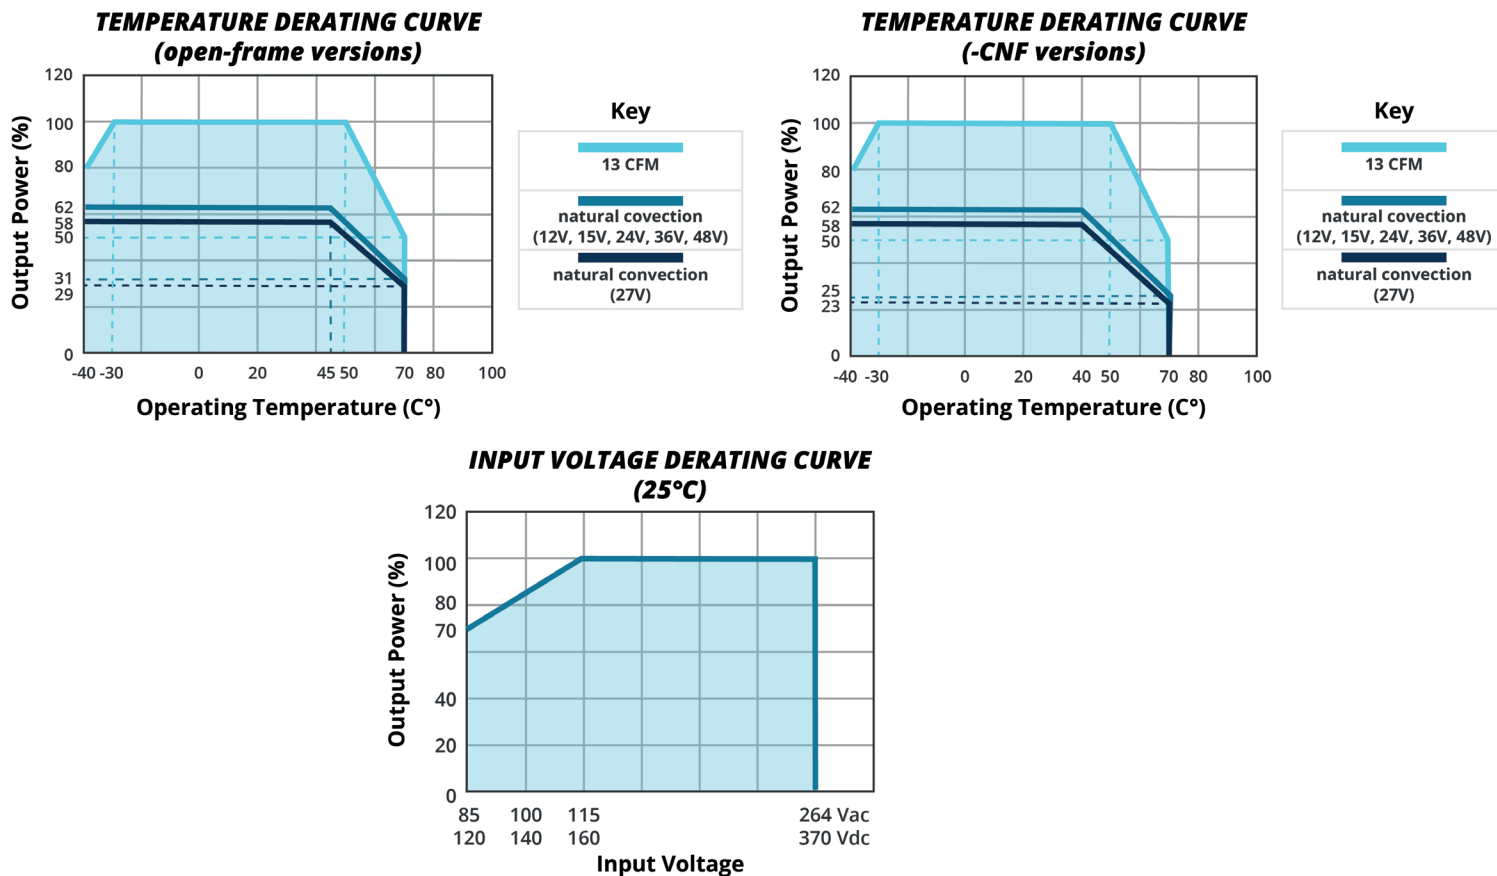 TEMPERATURE DERATING CURVE
(open-frame versions)
120
100
80
62
58
50
31
29
0
Output Power (%)
-40 -30 0 20 45 50 70 80 100
Operating Temperature (C°)
Key
13 CFM
natural covection
(12V, 15V, 24V, 36V, 48V)
natural convection
(27V)
TEMPERATURE DERATING CURVE
(-CNF versions)
120
100
80
62
58
50
25
23
0
Output Power (%)
-40 -30 0 20 40 50 70 80 100
Operating Temperature (C°)
Key
13 CFM
natural covection
(12V, 15V, 24V, 36V, 48V)
natural convection
(27V)
INPUT VOLTAGE DERATING CURVE
(25°C)
120
100
80
70
40
20
0
Output Power (%)
85 100 115 264 Vac
120 140 160 370 Vdc
Input Voltage